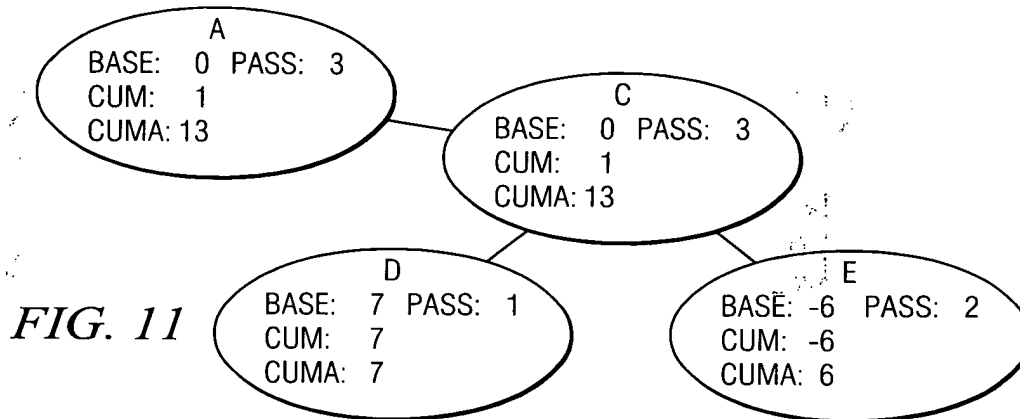 A
BASE: 0 PASS: 3
CUM: 1
CUMA: 13
C
BASE: 0 PASS: 3
CUM: 1
CUMA: 13
D
BASE: 7 PASS: 1
CUM: 7
CUMA: 7
E
BASE: -6 PASS: 2
CUM: -6
CUMA: 6
FIG. 11